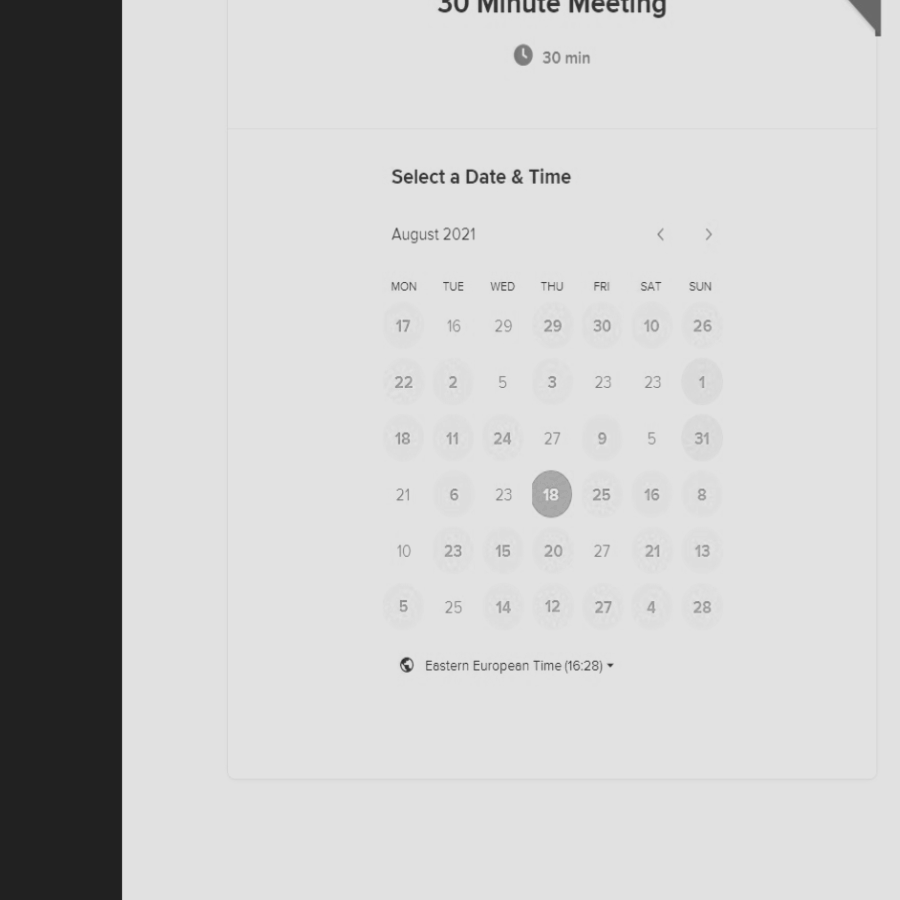 30 Minute Meeting
30 min
Select a Date & Time
August 2021
MON TUE WED THU FRI SAT SUN
17 16 29 29 30 10 26
22 2 5 3 23 23 1
18 11 24 27 9 5 31
21 6 23 18 25 16 8
10 23 15 20 27 21 13
5 25 14 12 27 4 28
Eastern European Time (16:28)